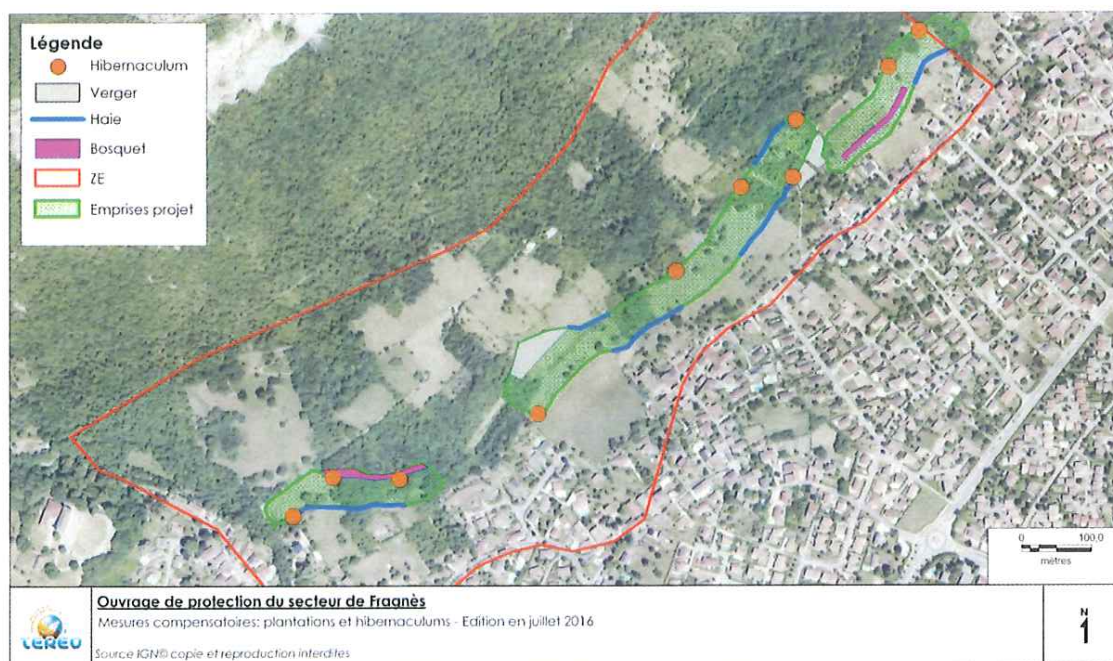 Légende
Hibernaculum
Verger
Haie
Bosquet
ZE
Emprises projet
0 100,0
mètres
Ouvrage de protection du secteur de Fragnès
Mesures compensatoires: plantations et hibernaculums - Edition en juillet 2016
Source IGN© copie et reproduction interdites
TEREO
N
1